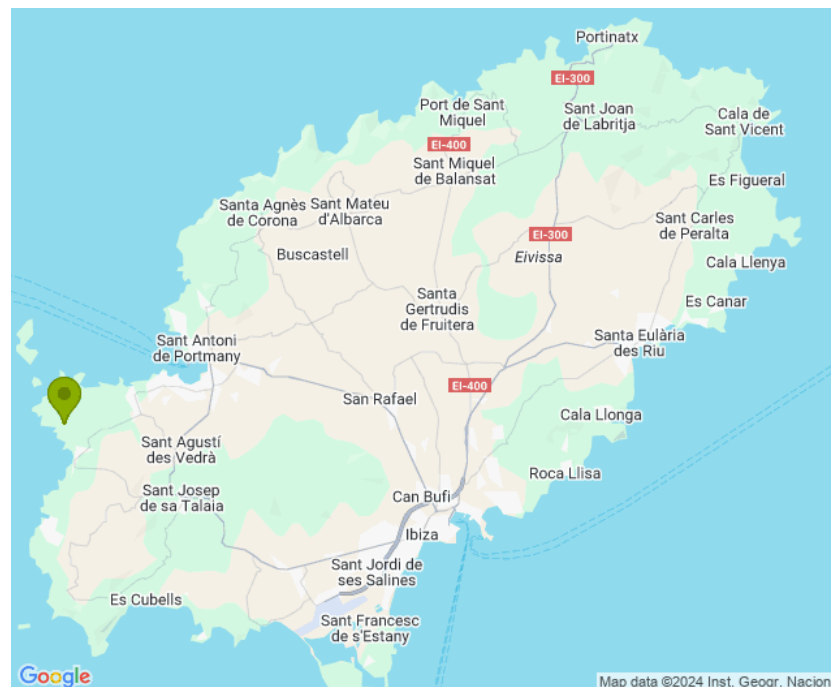 Portinatx
EI-300
Port de Sant
Miquel
Sant Joan
de Labritja
Cala de
Sant Vicent
EI-400
Sant Miquel
de Balansat
Es Figueral
Santa Agnès
de Corona
Sant Mateu
d'Albarca
Sant Carles
de Peralta
EI-300
Buscastell
Eivissa
Cala Llenya
Santa
Gertrudis
de Fruitera
Es Canar
Sant Antoni
de Portmany
Santa Eulària
des Riu
EI-400
San Rafael
Cala Llonga
Sant Agustí
des Vedrà
Roca Llisa
Sant Josep
de sa Talaia
Can Bufi
Ibiza
Sant Jordi de
ses Salines
Es Cubells
Sant Francesc
de s'Estany
Google
Map data ©2024 Inst. Geogr. Nacion